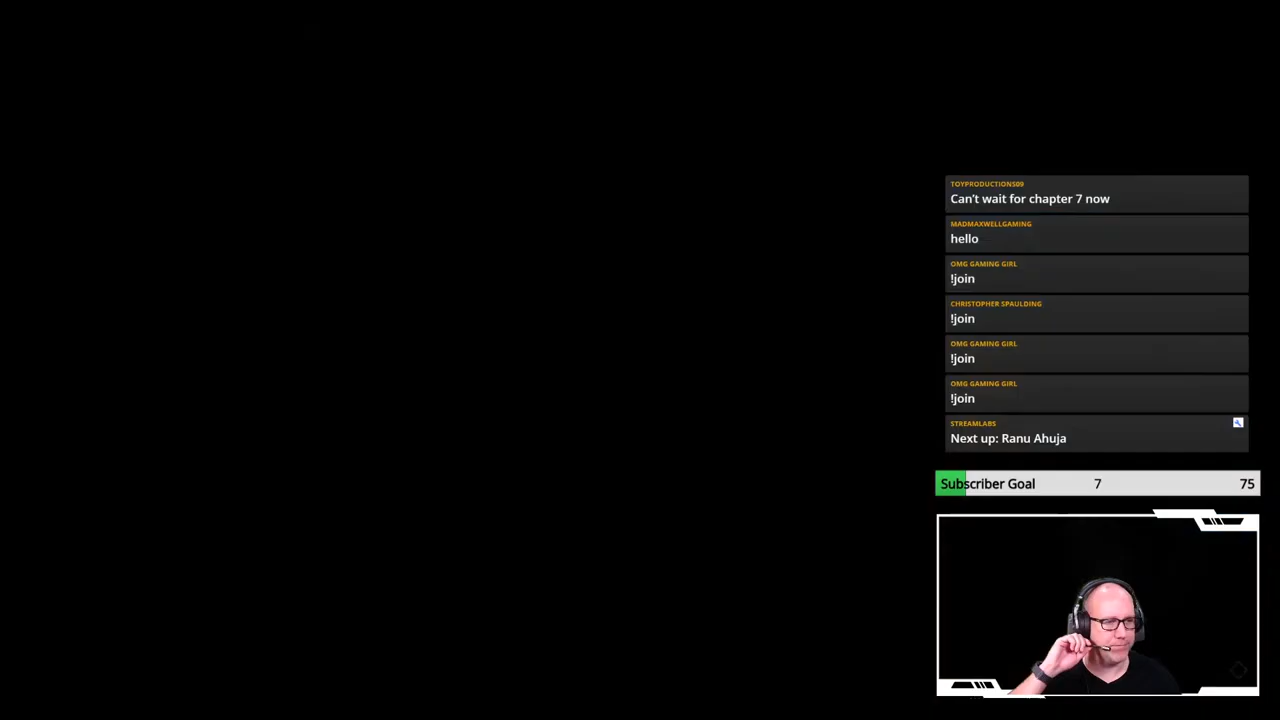 TOYPRODUCTIONS09
Can't wait for chapter 7 now
MADMAXWELLGAMING
hello
OMG GAMING GIRL
!join
CHRISTOPHER SPAULDING
!join
OMG GAMING GIRL
!join
OMG GAMING GIRL
!join
STREAMLABS
Next up: Ranu Ahuja
Subscriber Goal 7 75